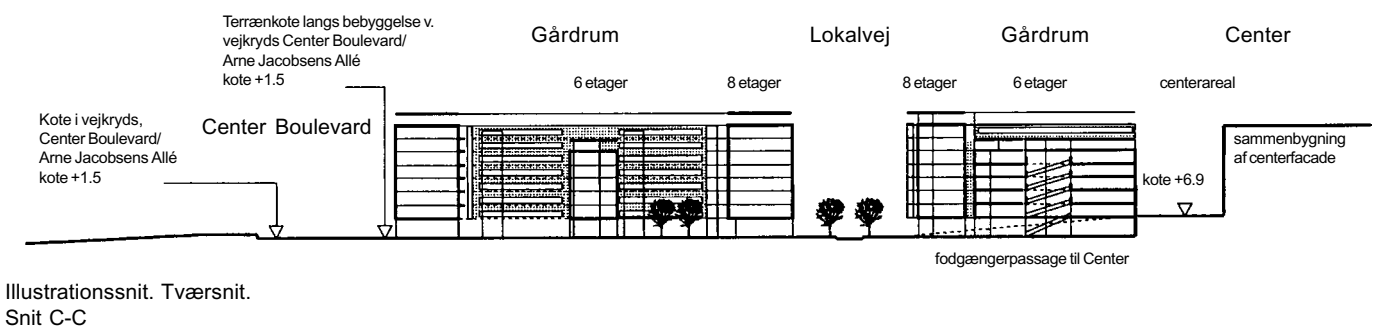 Terrænkote langs bebyggelse v.
vejkryds Center Boulevard/
Arne Jacobsens Allé
kote +1.5
Gårdrum
Lokalvej
Gårdrum
Center
6 etager
8 etager
8 etager
6 etager
centerareal
Kote i vejkryds,
Center Boulevard/
Arne Jacobsens Allé
kote +1.5
Center Boulevard
sammenbygning
af centerfacade
kote +6.9
fodgængerpassage til Center
Illustrationssnit. Tværsnit.
Snit C-C